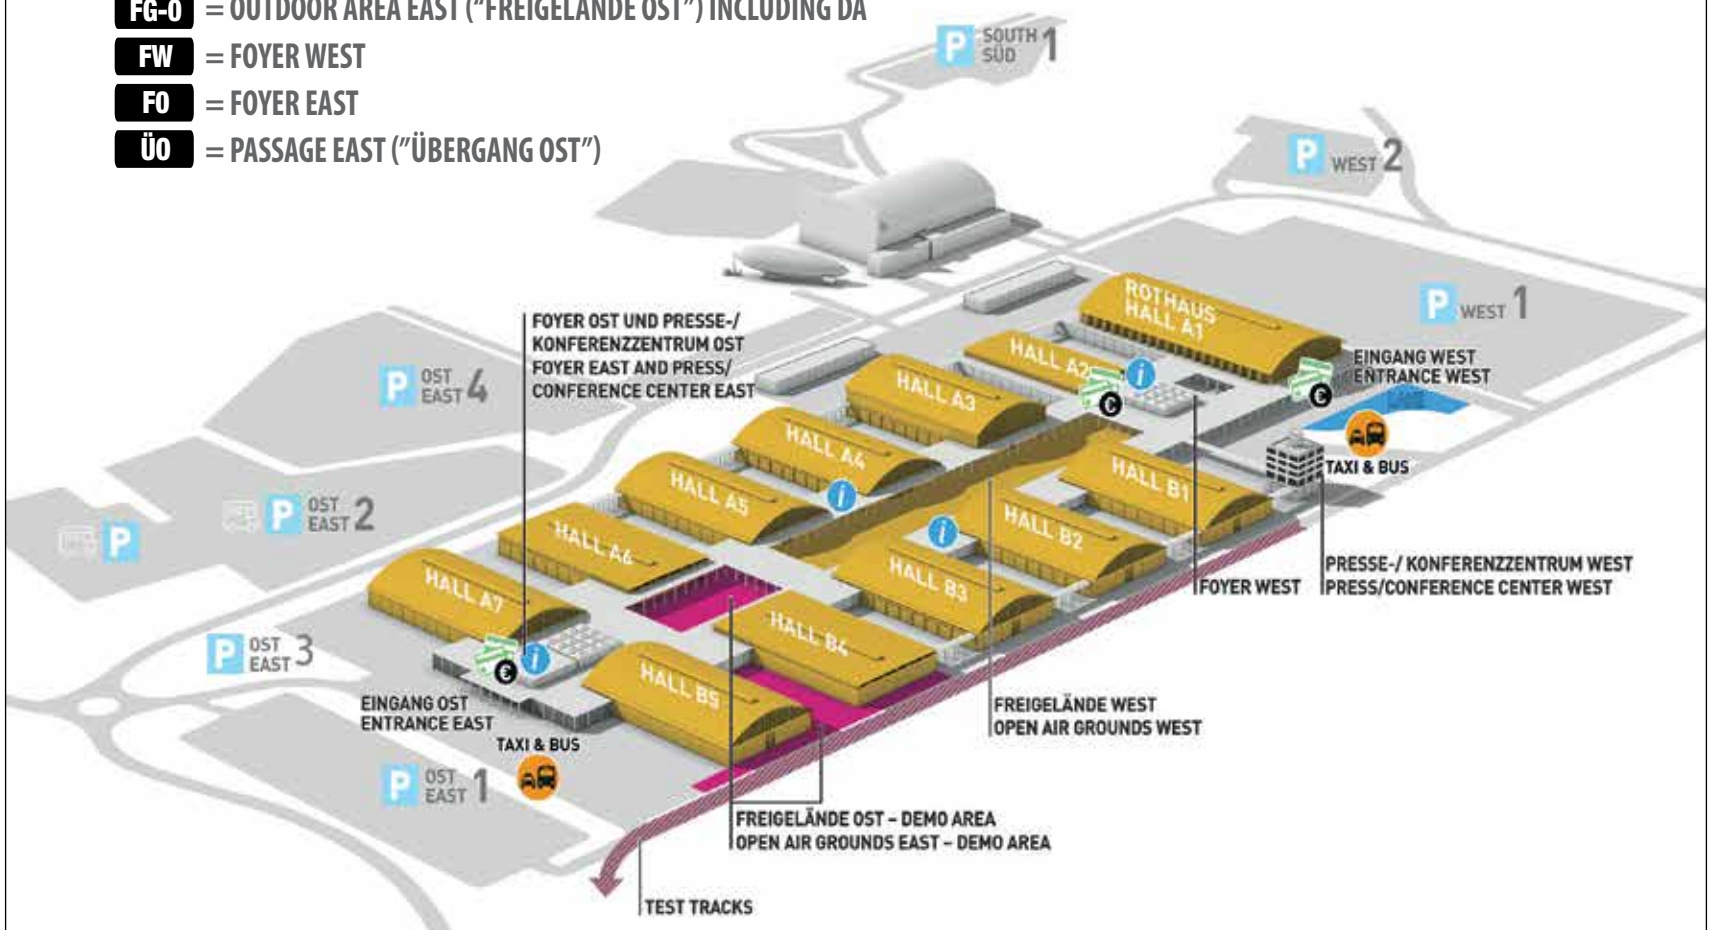 FG-O = OUTDOOR AREA EAST ("FREIGELÄNDE OST") INCLUDING DA
FW = FOYER WEST
FO = FOYER EAST
ÜO = PASSAGE EAST ("ÜBERGANG OST")
P SOUTH 1
SÜD
P WEST 2
P WEST 1
ROTHAUS
HALL A1
HALL A2
HALL A3
HALL A4
HALL A5
HALL A6
HALL A7
HALL B1
HALL B2
HALL B3
HALL B4
HALL B5
FOYER OST UND PRESSE-/
KONFERENZZENTRUM OST
FOYER EAST AND PRESS/
CONFERENCE CENTER EAST
EINGANG WEST
ENTRANCE WEST
TAXI & BUS
PRESSE-/ KONFERENZZENTRUM WEST
PRESS/CONFERENCE CENTER WEST
FOYER WEST
FREIGELÄNDE WEST
OPEN AIR GROUNDS WEST
P OST
EAST 4
P OST
EAST 2
P
P OST
EAST 3
EINGANG OST
ENTRANCE EAST
TAXI & BUS
P OST
EAST 1
FREIGELÄNDE OST – DEMO AREA
OPEN AIR GROUNDS EAST – DEMO AREA
TEST TRACKS
i
i
i
i
€
€
€